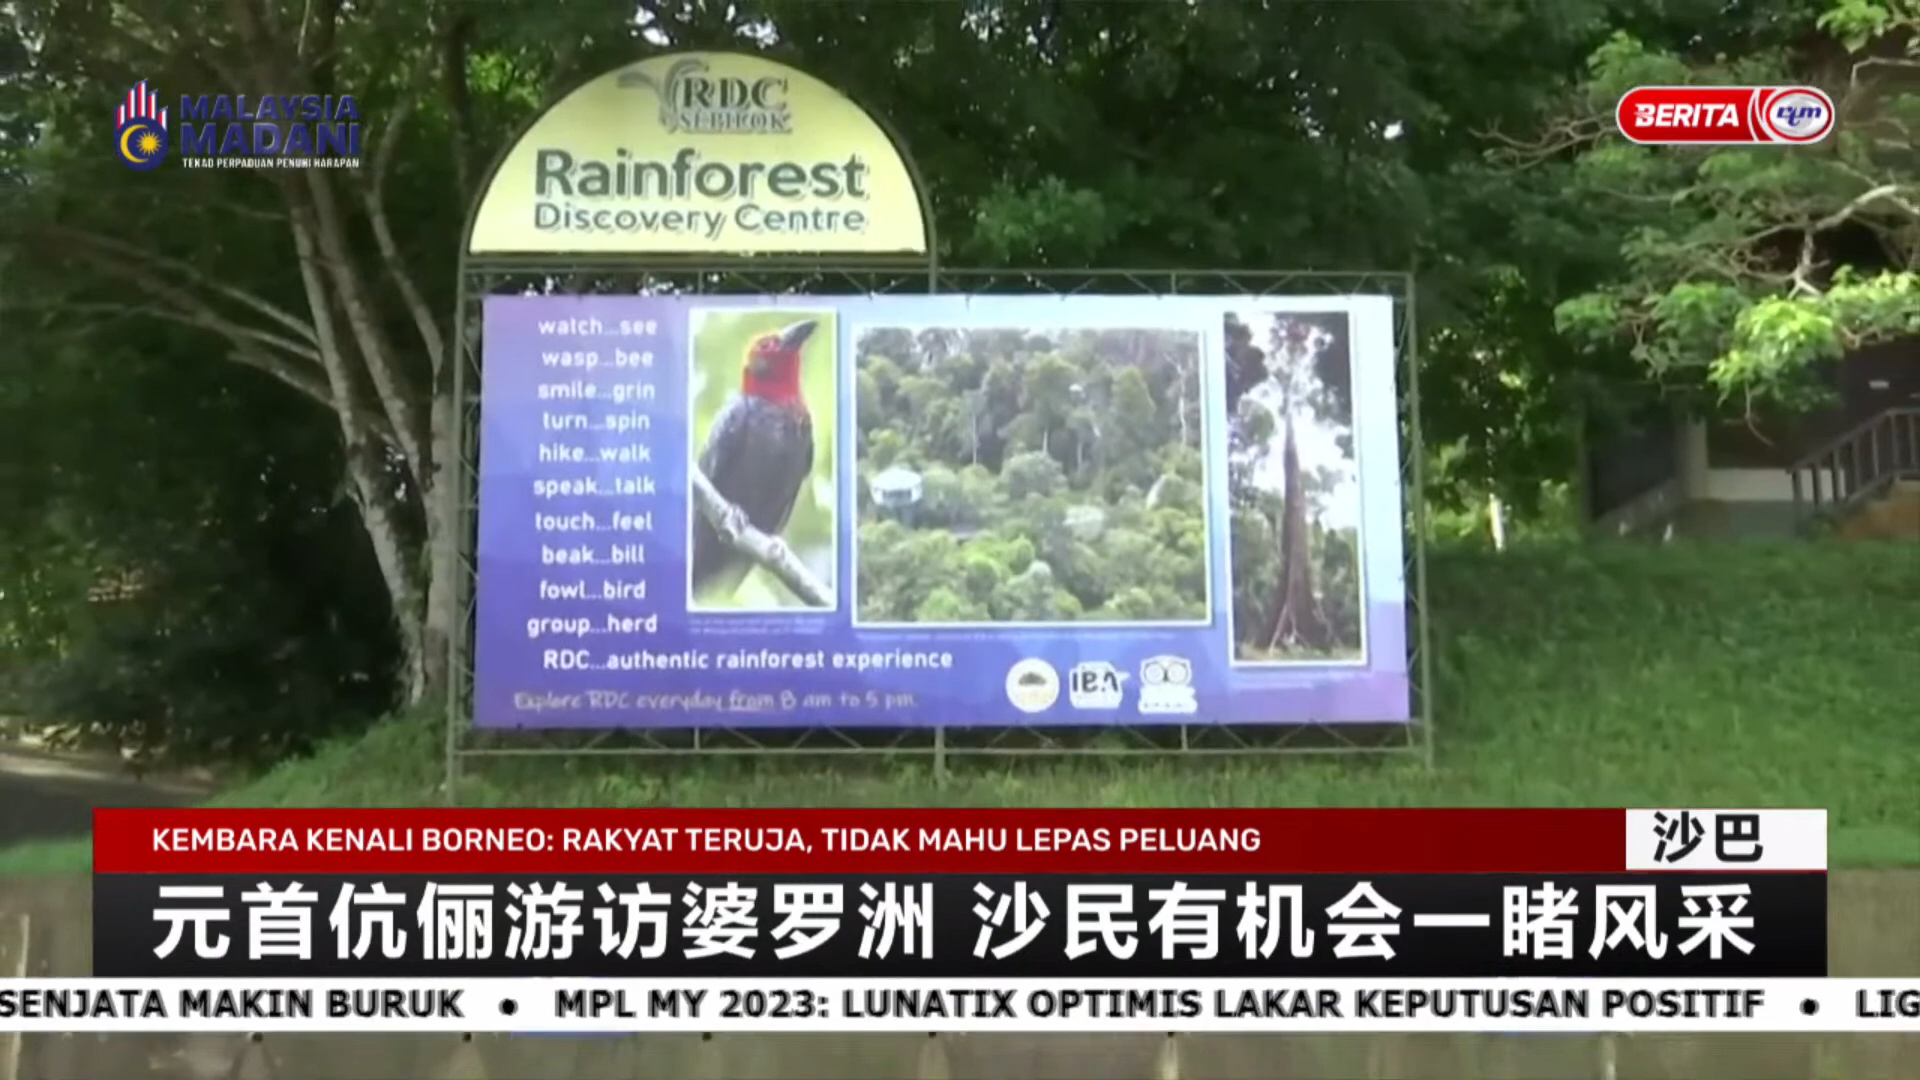 MALAYSIA
MADANI
TEKAD PERPADUAN PENUHI HARAPAN
BERITA rtm
RDC
SEPILOK
Rainforest
Discovery Centre
watch...see
wasp...bee
smile...grin
turn...spin
hike...walk
speak...talk
touch...feel
beak...bill
fowl...bird
group...herd
RDC...authentic rainforest experience
Explore RDC everyday from 8 am to 5 pm.
IBA
KEMBARA KENALI BORNEO: RAKYAT TERUJA, TIDAK MAHU LEPAS PELUANG
沙巴
元首伉俪游访婆罗洲 沙民有机会一睹风采
SENJATA MAKIN BURUK • MPL MY 2023: LUNATIX OPTIMIS LAKAR KEPUTUSAN POSITIF • LIG